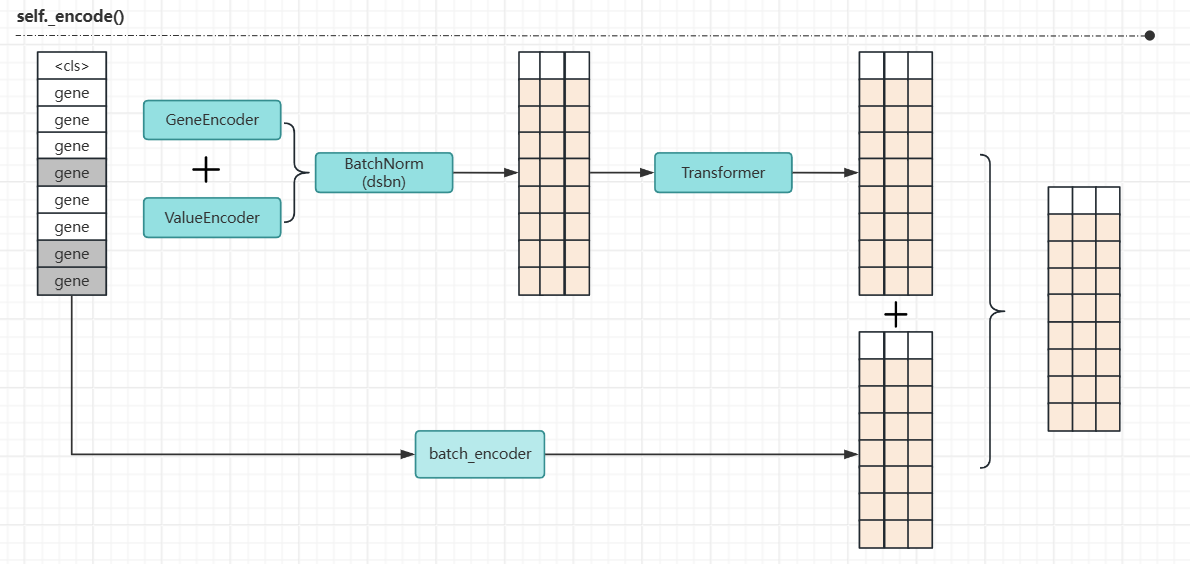 self._encode()
<cls>
gene
gene
gene
gene
gene
gene
gene
gene
GeneEncoder
+
ValueEncoder
BatchNorm
(dsbn)
Transformer
+
batch_encoder